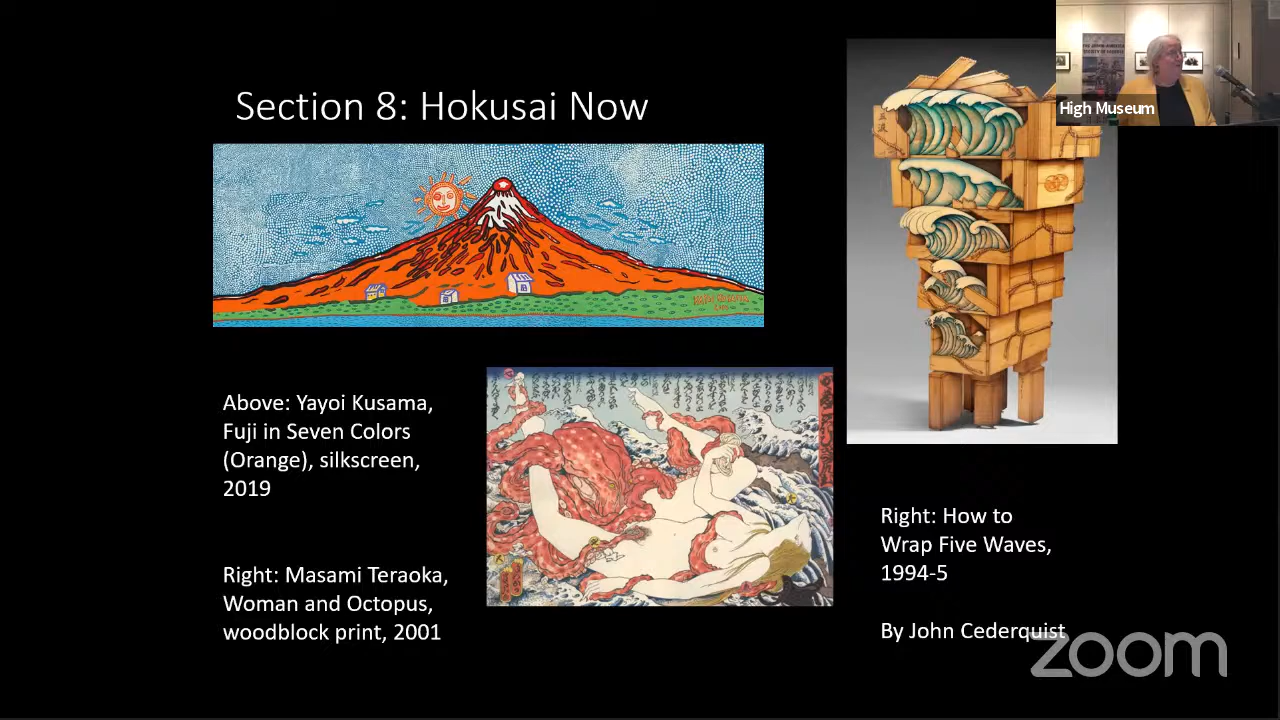 Section 8: Hokusai Now
High Museum
Above: Yayoi Kusama,
Fuji in Seven Colors
(Orange), silkscreen,
2019
Right: Masami Teraoka,
Woman and Octopus,
woodblock print, 2001
Right: How to
Wrap Five Waves,
1994-5
By John Cederquist
zoom